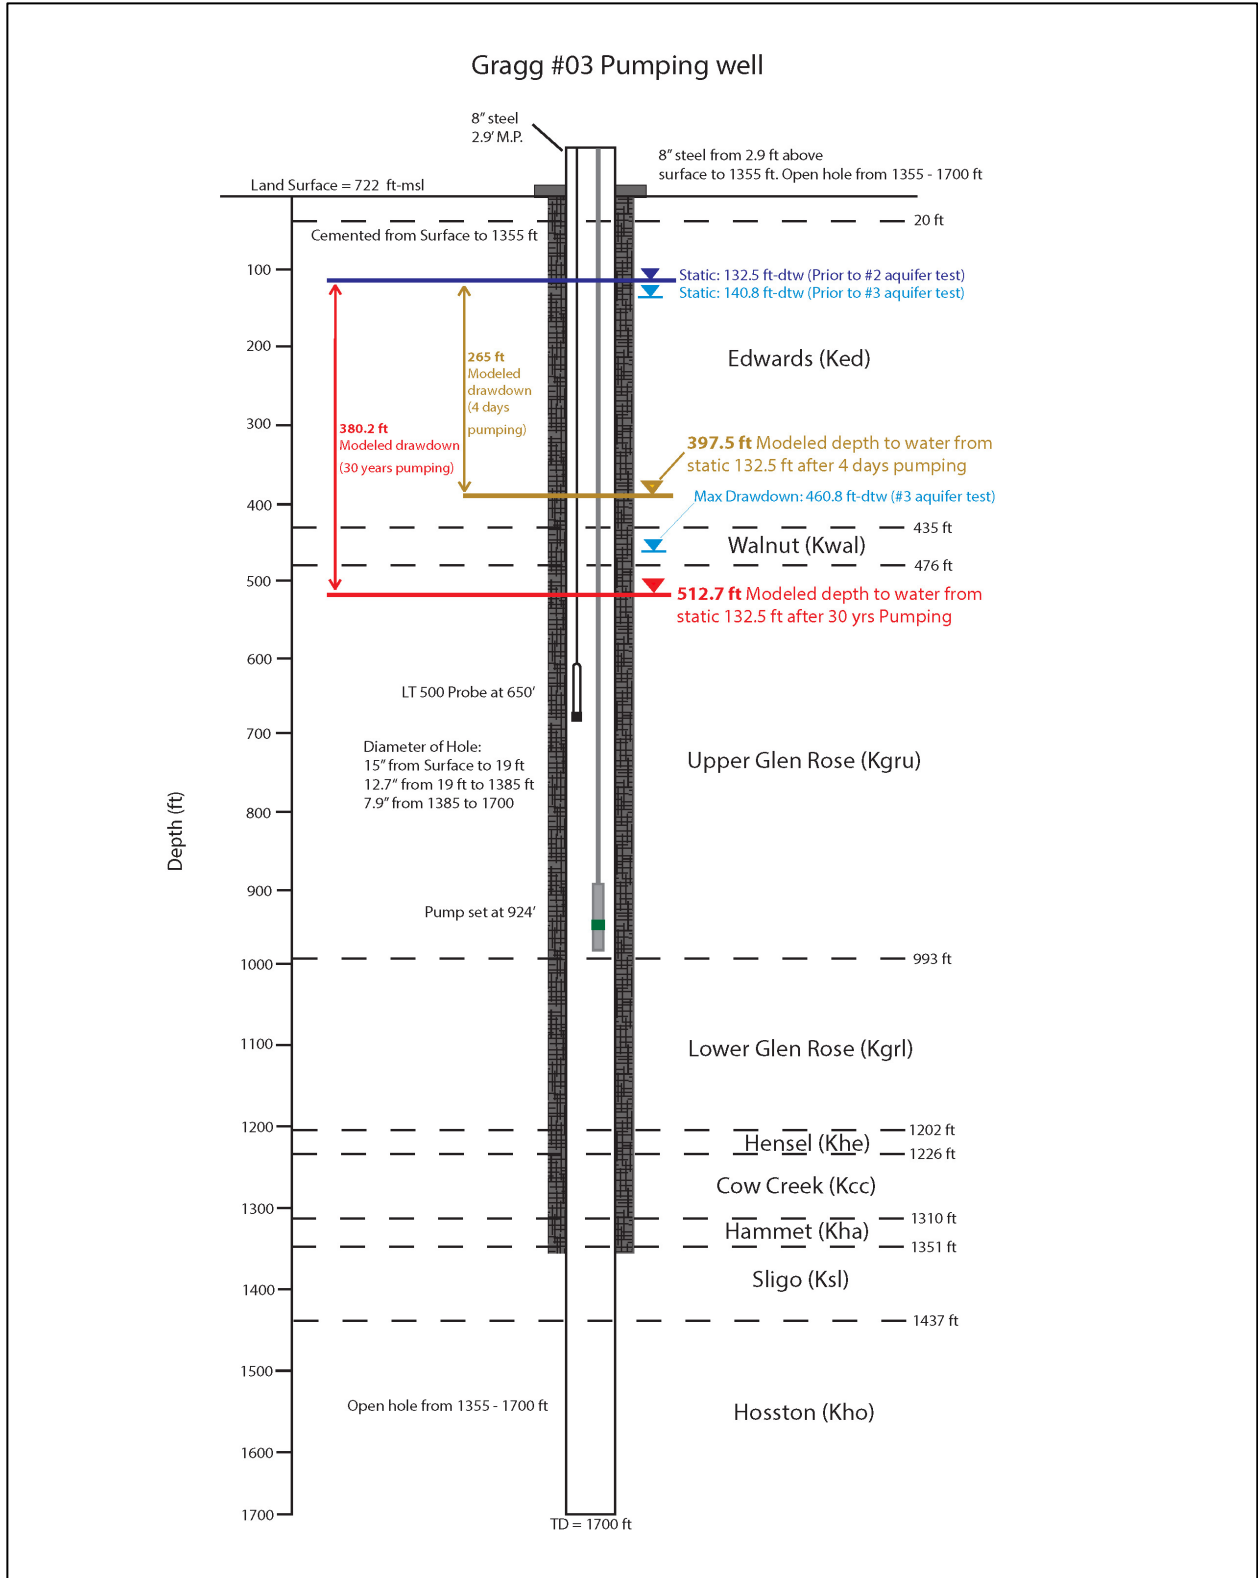 Gragg #03 Pumping well
8” steel
2.9’ M.P.
8” steel from 2.9 ft above
surface to 1355 ft. Open hole from 1355 - 1700 ft
Land Surface = 722 ft-msl
20 ft
Cemented from Surface to 1355 ft
100
Static: 132.5 ft-dtw (Prior to #2 aquifer test)
Static: 140.8 ft-dtw (Prior to #3 aquifer test)
200
Edwards (Ked)
265 ft
Modeled
drawdown
(4 days
pumping)
300
380.2 ft
Modeled drawdown
(30 years pumping)
397.5 ft Modeled depth to water from
static 132.5 ft after 4 days pumping
400
Max Drawdown: 460.8 ft-dtw (#3 aquifer test)
435 ft
Walnut (Kwal)
476 ft
500
512.7 ft Modeled depth to water from
static 132.5 ft after 30 yrs Pumping
600
LT 500 Probe at 650’
700
Diameter of Hole:
15” from Surface to 19 ft
12.7” from 19 ft to 1385 ft
7.9” from 1385 to 1700
Upper Glen Rose (Kgru)
Depth (ft)
800
900
Pump set at 924’
993 ft
1000
1100
Lower Glen Rose (Kgrl)
1200
1202 ft
Hensel (Khe)
1226 ft
Cow Creek (Kcc)
1300
1310 ft
Hammet (Kha)
1351 ft
Sligo (Ksl)
1400
1437 ft
1500
Open hole from 1355 - 1700 ft
Hosston (Kho)
1600
1700
TD = 1700 ft